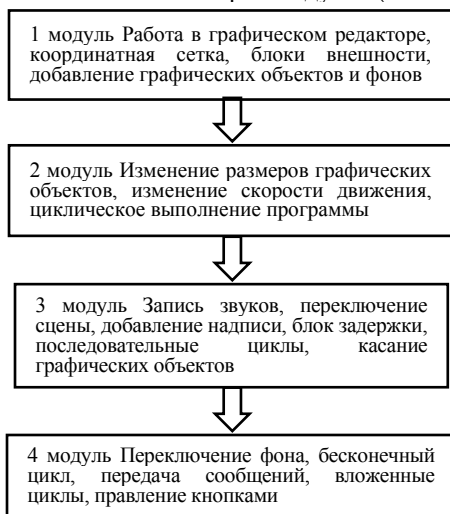 1 модуль Работа в графическом редакторе,
координатная сетка, блоки внешности,
добавление графических объектов и фонов
2 модуль Изменение размеров графических
объектов, изменение скорости движения,
циклическое выполнение программы
3 модуль Запись звуков, переключение
сцены, добавление надписи, блок задержки,
последовательные циклы, касание
графических объектов
4 модуль Переключение фона, бесконечный
цикл, передача сообщений, вложенные
циклы, правление кнопками